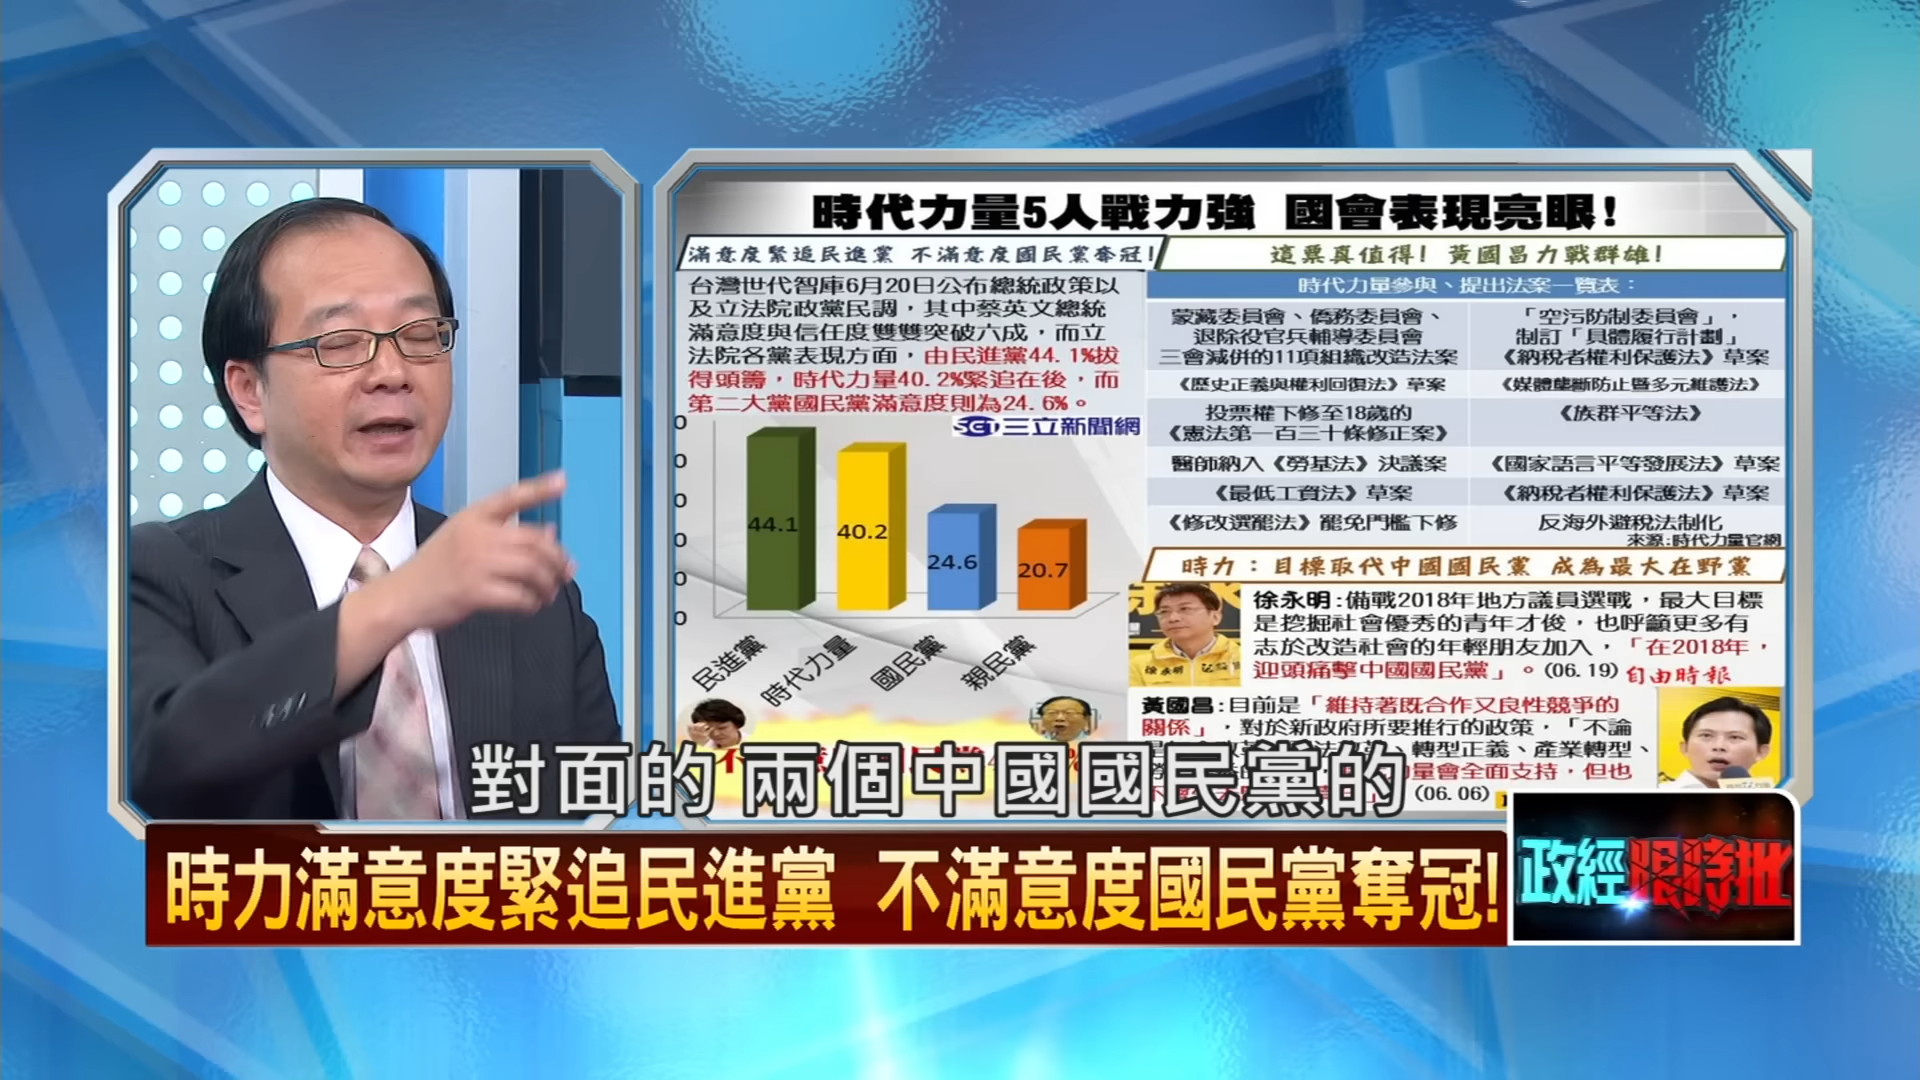 時代力量5人戰力強 國會表現亮眼!
滿意度緊追民進黨 不滿意度國民黨奪冠!
台灣世代智庫6月20日公布總統政策以
及立法院政黨民調，其中蔡英文總統
滿意度與信任度雙雙突破六成，而立
法院各黨表現方面，由民進黨44.1%拔
得頭籌，時代力量40.2%緊追在後，而
第二大黨國民黨滿意度則為24.6%。
SET三立新聞網
0
0
0
0
0
0
44.1
40.2
24.6
20.7
民進黨
時代力量
國民黨
親民黨
這票真值得! 黃國昌力戰群雄!
時代力量參與、提出法案一覽表：
蒙藏委員會、僑務委員會、
退除役官兵輔導委員會
三會減併的11項組織改造法案
「空污防制委員會」，
制訂「具體履行計劃」
《納稅者權利保護法》草案
《歷史正義與權利回復法》草案
《媒體壟斷防止暨多元維護法》
投票權下修至18歲的
《憲法第一百三十條修正案》
《族群平等法》
醫師納入《勞基法》決議案
《國家語言平等發展法》草案
《最低工資法》草案
《納稅者權利保護法》草案
《修改選罷法》罷免門檻下修
反海外避稅法制化
來源:時代力量官網
時力：目標取代中國國民黨 成為最大在野黨
徐永明:備戰2018年地方議員選戰，最大目標
是挖掘社會優秀的青年才俊，也呼籲更多有
志於改造社會的年輕朋友加入，「在2018年，
迎頭痛擊中國國民黨」。(06.19)自由時報
徐永明
黃國昌:目前是「維持著既合作又良性競爭的
關係」，對於新政府所要推行的政策，「不論
轉型正義、產業轉型、
量會全面支持，但也
(06.06)
對面的 兩個中國國民黨的
時力滿意度緊追民進黨 不滿意度國民黨奪冠!
政經眼時批